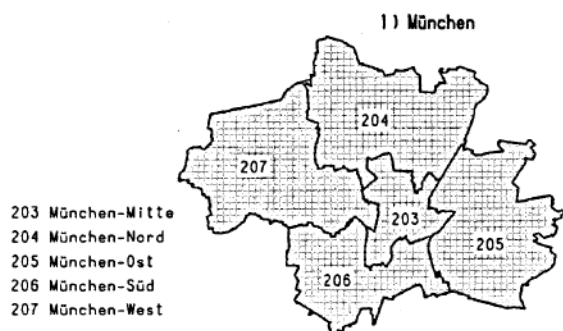 1) München
204
207
203
205
206
203 München-Mitte
204 München-Nord
205 München-Ost
206 München-Süd
207 München-West